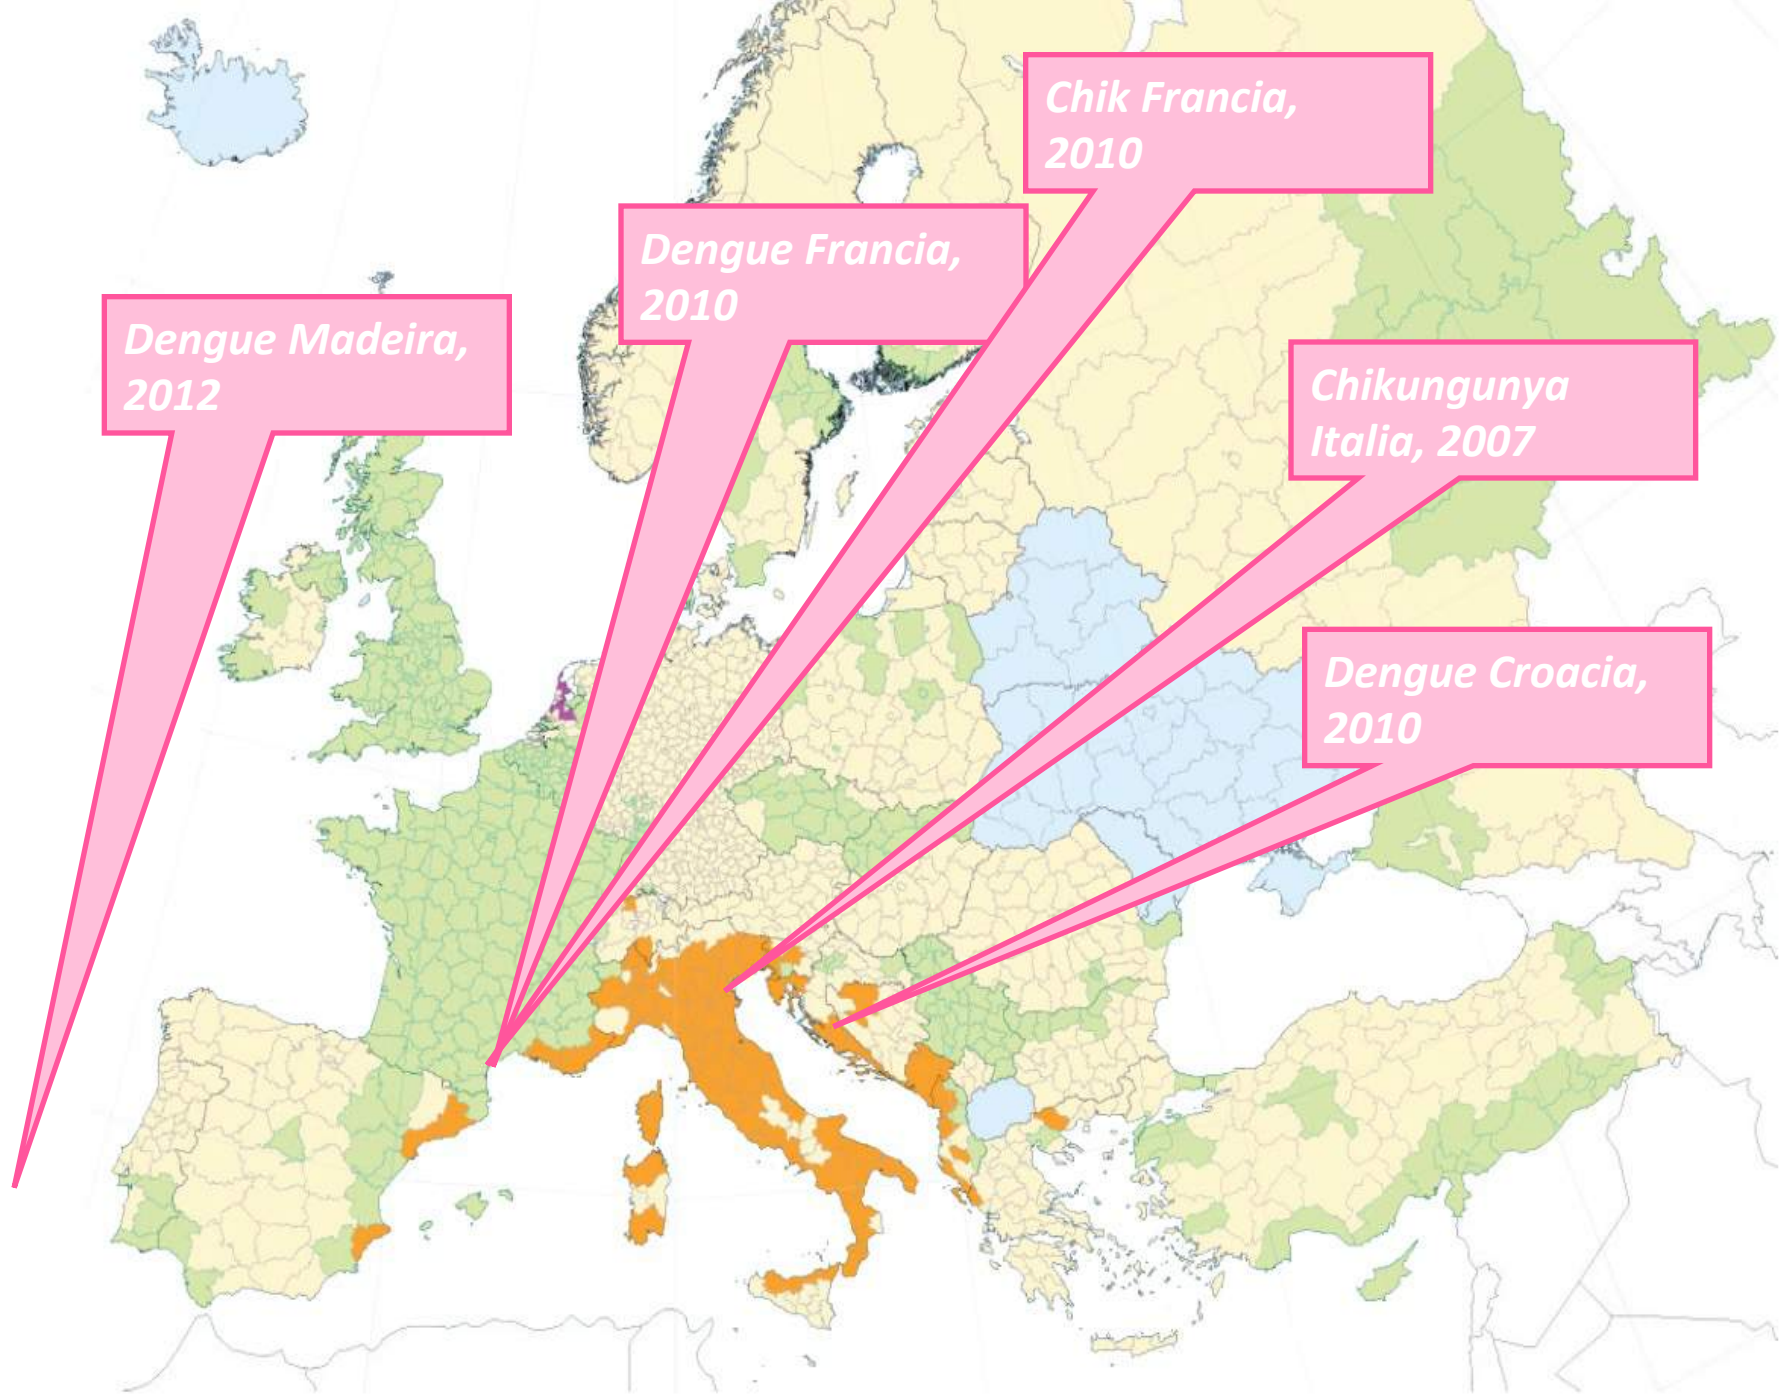 Chik Francia,
2010
Dengue Francia,
2010
Dengue Madeira,
2012
Chikungunya
Italia, 2007
Dengue Croacia,
2010